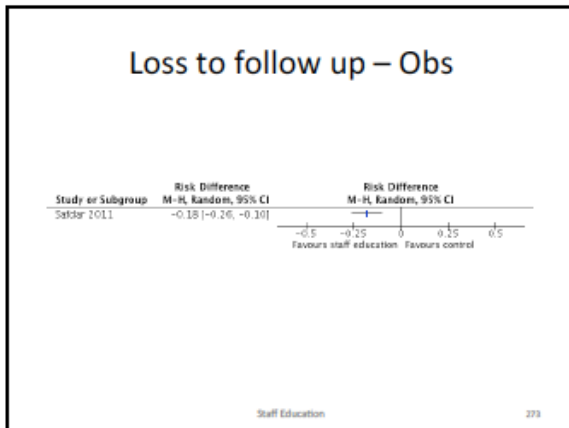 Loss to follow up – Obs
Risk Difference Risk Difference
Study or Subgroup M-H, Random, 95% CI M-H, Random, 95% CI
Safdar 2011 -0.18 [-0.26, -0.10]
-0.5 -0.25 0 0.25 0.5
Favours staff education Favours control
Staff Education 273